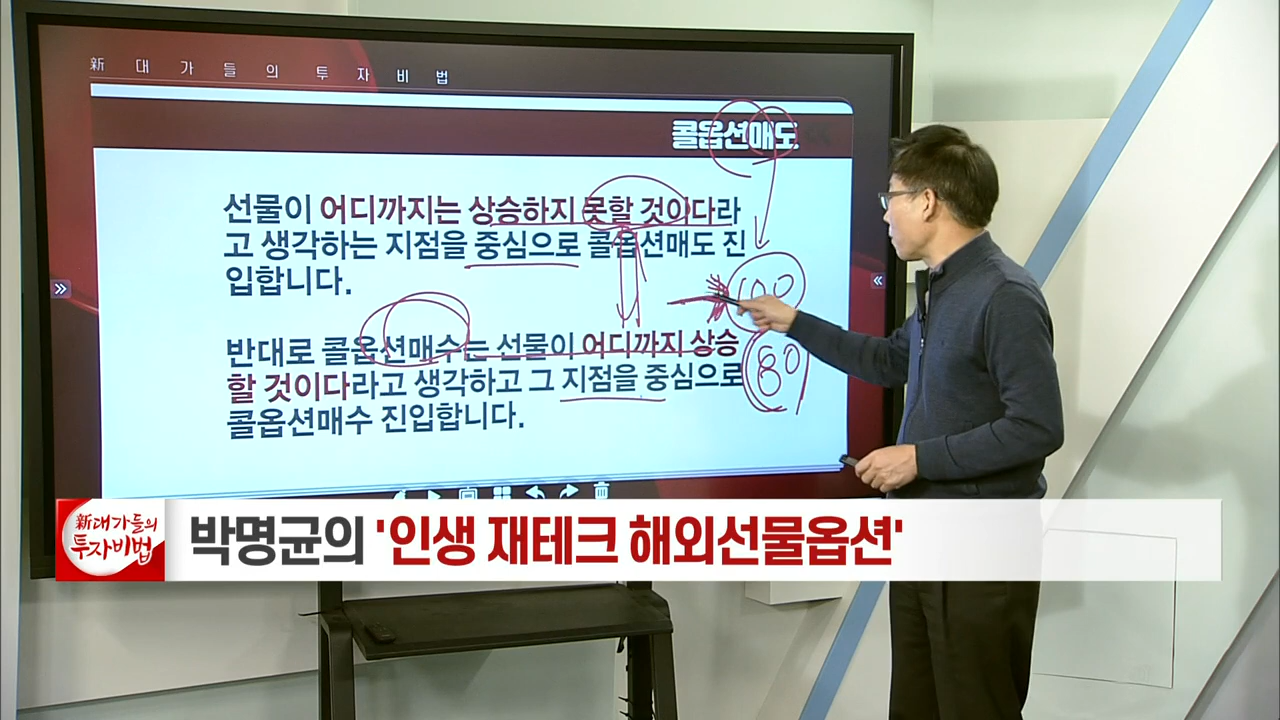 新 대 가 들 의 투 자 비 법
콜옵션매도
선물이 어디까지는 상승하지 못할 것이다라
고 생각하는 지점을 중심으로 콜옵션매도 진
입합니다.
100
반대로 콜옵션매수는 선물이 어디까지 상승
할 것이다라고 생각하고 그 지점을 중심으로
80
콜옵션매수 진입합니다.
新대가들의
투자비법
박명균의 '인생 재테크 해외선물옵션'